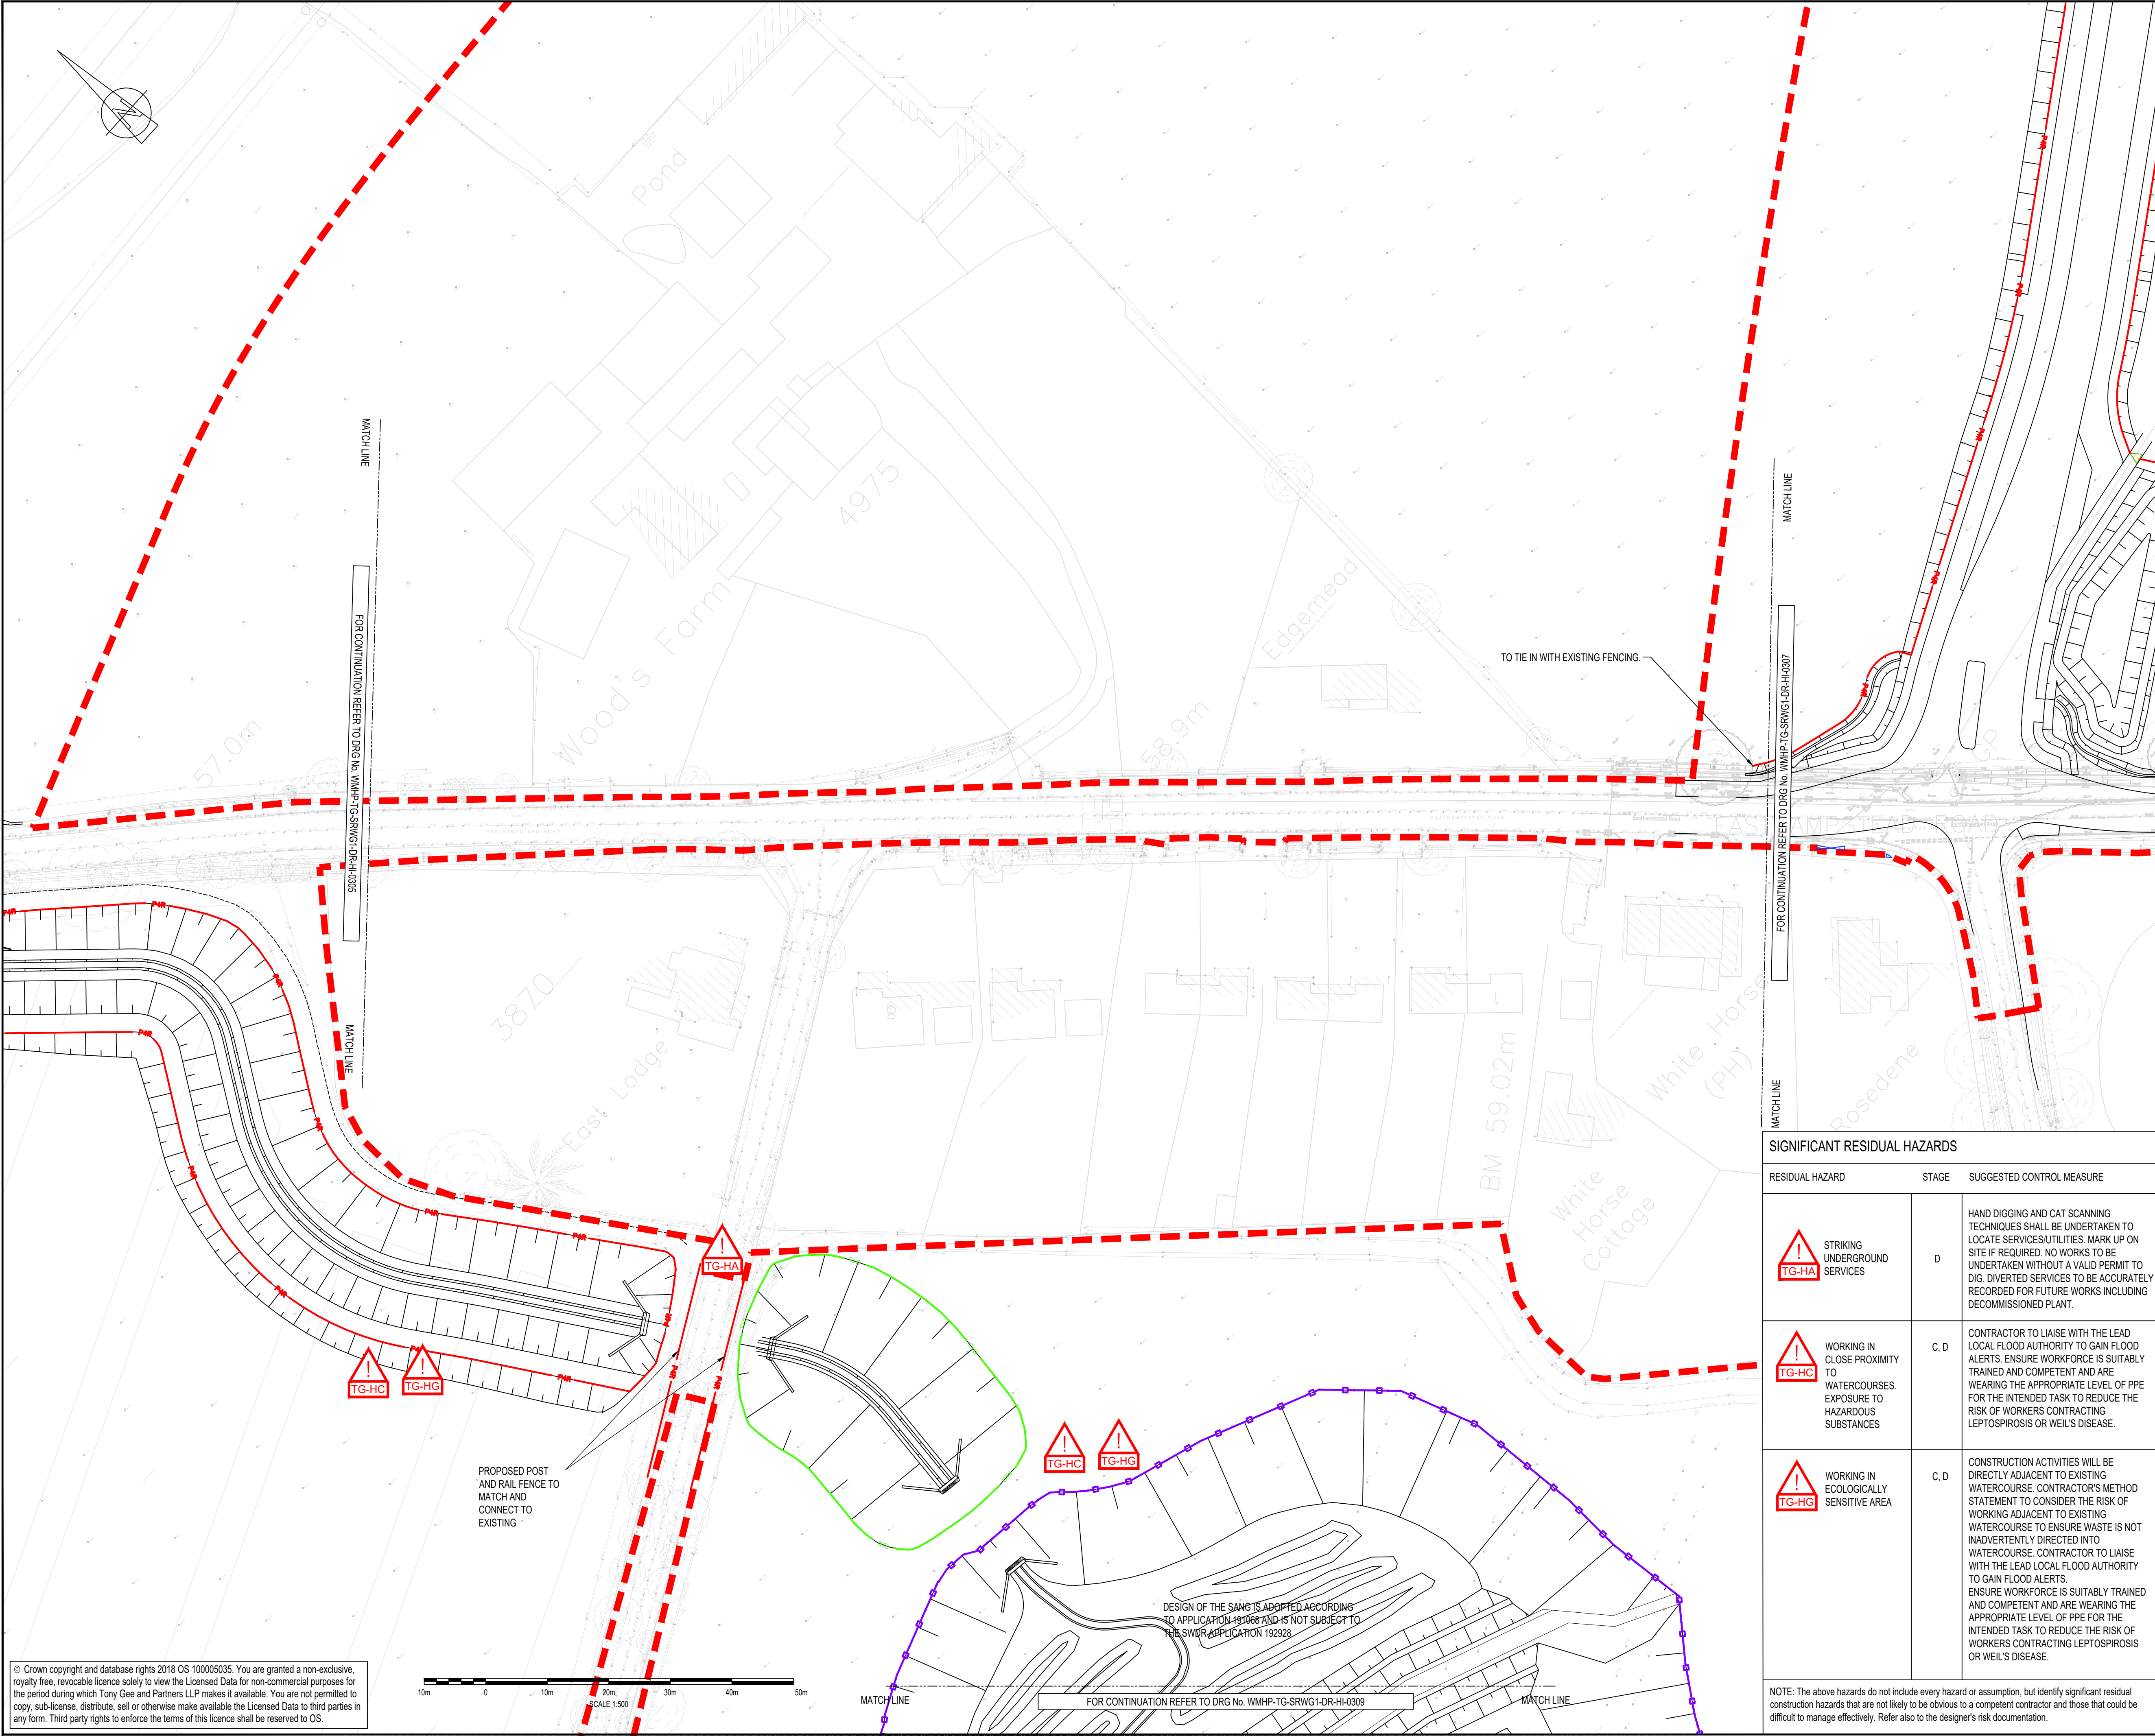 Pond
MATCH LINE
FOR CONTINUATION REFER TO DRG No. WMHP-TG-SRWG1-DR-HI-0305
MATCH LINE
4975
Wood's Farm
57.0m
Edgemead
58.9m
TO TIE IN WITH EXISTING FENCING.
MATCH LINE
FOR CONTINUATION REFER TO DRG No. WMHP-TG-SRWG1-DR-HI-0307
MATCH LINE
P4R
P4R
P4R
P4R
P4R
EASTHAMPSTEAD ROAD
3870
East Lodge
BM 59.02m
White Horse
(PH)
White
Horse
Cottage
Rosedene
P4R
P4R
P4R
P4R
P4R
P4R
P4R
P4R
P4R
P4R
P4R
P4R
P4R
P4R
TG-HA
TG-HC
TG-HG
TG-HC
TG-HG
PROPOSED POST
AND RAIL FENCE TO
MATCH AND
CONNECT TO
EXISTING
DESIGN OF THE SANG IS ADOPTED ACCORDING
TO APPLICATION 191068 AND IS NOT SUBJECT TO
THE SWDR APPLICATION 192928
MATCH LINE
FOR CONTINUATION REFER TO DRG No. WMHP-TG-SRWG1-DR-HI-0309
MATCH LINE
10m 0 10m 20m 30m 40m 50m
SCALE 1:500
© Crown copyright and database rights 2018 OS 100005035. You are granted a non-exclusive,
royalty free, revocable licence solely to view the Licensed Data for non-commercial purposes for
the period during which Tony Gee and Partners LLP makes it available. You are not permitted to
copy, sub-license, distribute, sell or otherwise make available the Licensed Data to third parties in
any form. Third party rights to enforce the terms of this licence shall be reserved to OS.
SIGNIFICANT RESIDUAL HAZARDS
RESIDUAL HAZARD STAGE SUGGESTED CONTROL MEASURE
TG-HA
STRIKING
UNDERGROUND
SERVICES
D
HAND DIGGING AND CAT SCANNING
TECHNIQUES SHALL BE UNDERTAKEN TO
LOCATE SERVICES/UTILITIES. MARK UP ON
SITE IF REQUIRED. NO WORKS TO BE
UNDERTAKEN WITHOUT A VALID PERMIT TO
DIG. DIVERTED SERVICES TO BE ACCURATELY
RECORDED FOR FUTURE WORKS INCLUDING
DECOMMISSIONED PLANT.
TG-HC
WORKING IN
CLOSE PROXIMITY
TO
WATERCOURSES.
EXPOSURE TO
HAZARDOUS
SUBSTANCES
C, D
CONTRACTOR TO LIAISE WITH THE LEAD
LOCAL FLOOD AUTHORITY TO GAIN FLOOD
ALERTS. ENSURE WORKFORCE IS SUITABLY
TRAINED AND COMPETENT AND ARE
WEARING THE APPROPRIATE LEVEL OF PPE
FOR THE INTENDED TASK TO REDUCE THE
RISK OF WORKERS CONTRACTING
LEPTOSPIROSIS OR WEIL'S DISEASE.
TG-HG
WORKING IN
ECOLOGICALLY
SENSITIVE AREA
C, D
CONSTRUCTION ACTIVITIES WILL BE
DIRECTLY ADJACENT TO EXISTING
WATERCOURSE. CONTRACTOR'S METHOD
STATEMENT TO CONSIDER THE RISK OF
WORKING ADJACENT TO EXISTING
WATERCOURSE TO ENSURE WASTE IS NOT
INADVERTENTLY DIRECTED INTO
WATERCOURSE. CONTRACTOR TO LIAISE
WITH THE LEAD LOCAL FLOOD AUTHORITY
TO GAIN FLOOD ALERTS.
ENSURE WORKFORCE IS SUITABLY TRAINED
AND COMPETENT AND ARE WEARING THE
APPROPRIATE LEVEL OF PPE FOR THE
INTENDED TASK TO REDUCE THE RISK OF
WORKERS CONTRACTING LEPTOSPIROSIS
OR WEIL'S DISEASE.
NOTE: The above hazards do not include every hazard or assumption, but identify significant residual
construction hazards that are not likely to be obvious to a competent contractor and those that could be
difficult to manage effectively. Refer also to the designer's risk documentation.